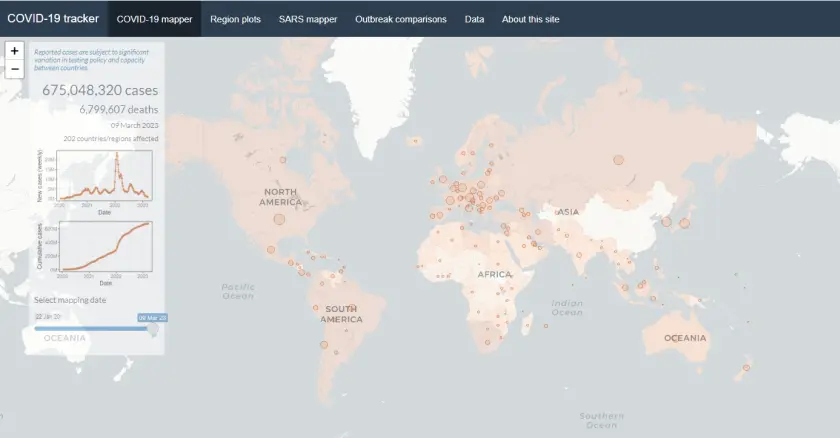 COVID-19 tracker COVID-19 mapper Region plots SARS mapper Outbreak comparisons Data About this site
+
−
Reported cases are subject to significant
variation in testing policy and capacity
between countries.
675,048,320 cases
6,799,607 deaths
09 March 2023
202 countries/regions affected
New cases (weekly)
2020 2021 2022 2023
Date
Cumulative cases
2020 2021 2022 2023
Date
Select mapping date
22 Jan 20
09 Mar 20
OCEANIA
NORTH
AMERICA
ASIA
AFRICA
Pacific
Ocean
Indian
Ocean
SOUTH
AMERICA
OCEANIA
Southern
Ocean